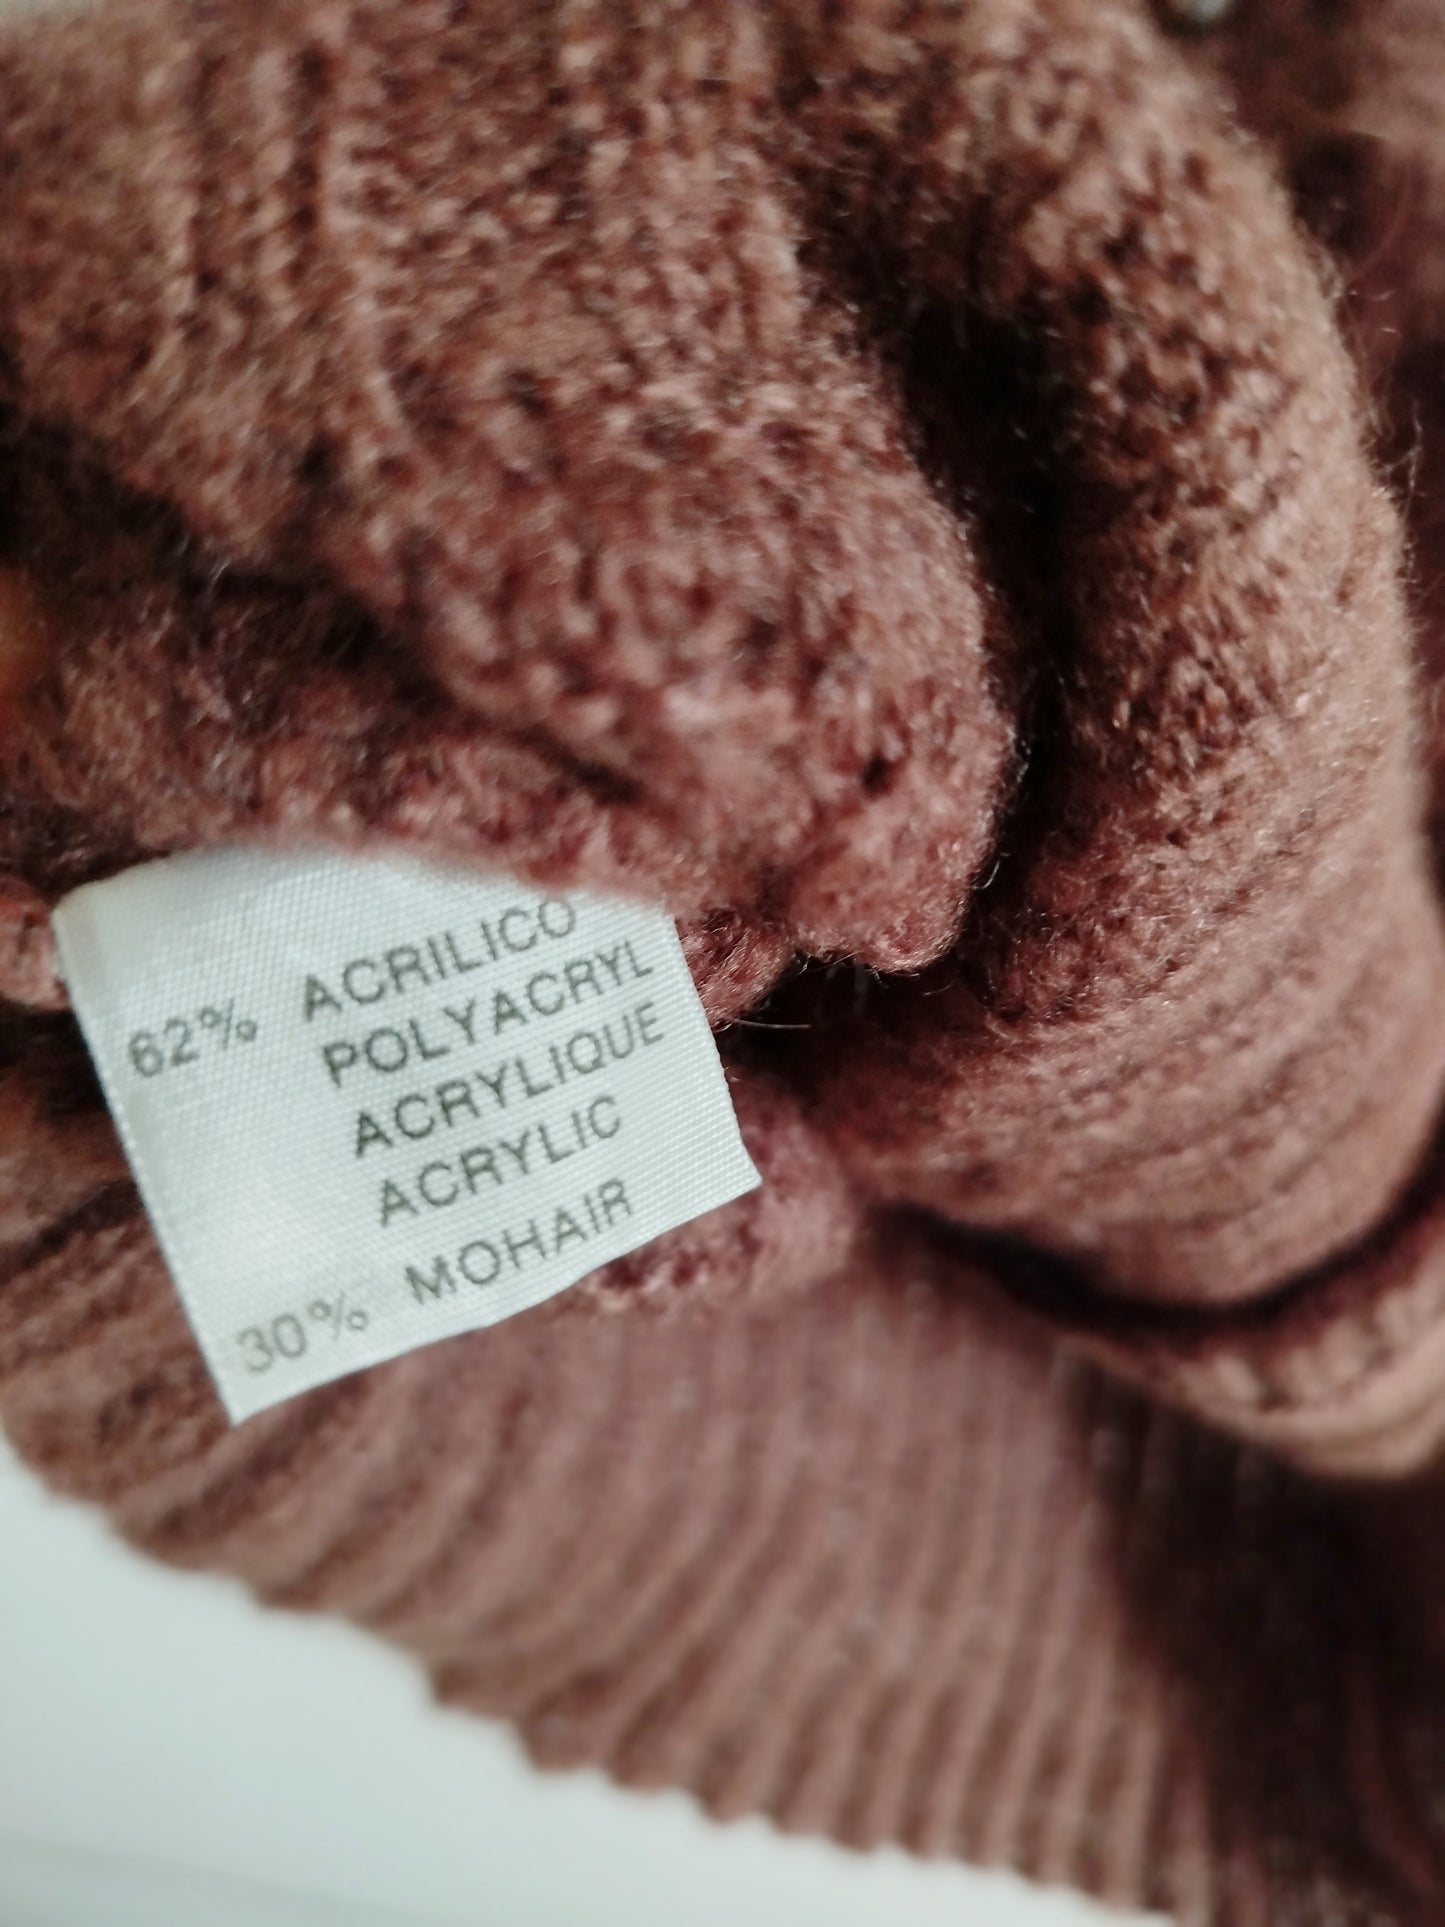 62% ACRILICO
POLYACRYL
ACRYLIQUE
ACRYLIC
30% MOHAIR